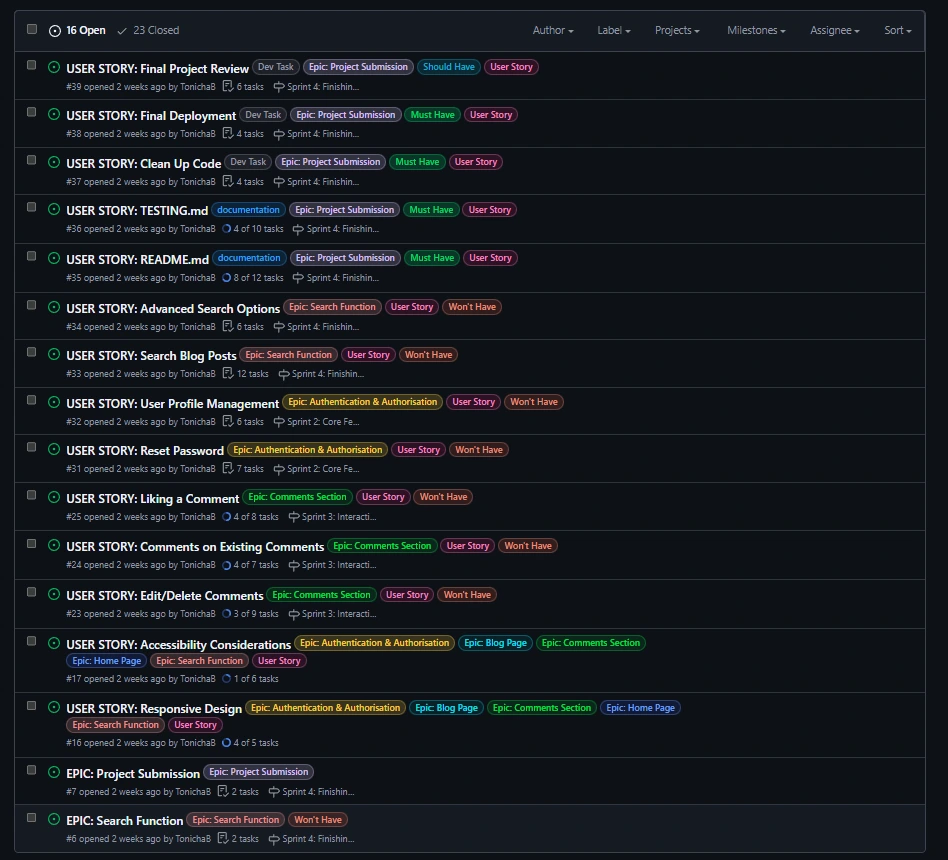 16 Open 23 Closed Author Label Projects Milestones Assignee Sort
USER STORY: Final Project Review Dev Task Epic: Project Submission Should Have User Story
#39 opened 2 weeks ago by TonichaB 6 tasks Sprint 4: Finishin...
USER STORY: Final Deployment Dev Task Epic: Project Submission Must Have User Story
#38 opened 2 weeks ago by TonichaB 4 tasks Sprint 4: Finishin...
USER STORY: Clean Up Code Dev Task Epic: Project Submission Must Have User Story
#37 opened 2 weeks ago by TonichaB 4 tasks Sprint 4: Finishin...
USER STORY: TESTING.md documentation Epic: Project Submission Must Have User Story
#36 opened 2 weeks ago by TonichaB 4 of 10 tasks Sprint 4: Finishin...
USER STORY: README.md documentation Epic: Project Submission Must Have User Story
#35 opened 2 weeks ago by TonichaB 8 of 12 tasks Sprint 4: Finishin...
USER STORY: Advanced Search Options Epic: Search Function User Story Won't Have
#34 opened 2 weeks ago by TonichaB 6 tasks Sprint 4: Finishin...
USER STORY: Search Blog Posts Epic: Search Function User Story Won't Have
#33 opened 2 weeks ago by TonichaB 12 tasks Sprint 4: Finishin...
USER STORY: User Profile Management Epic: Authentication & Authorisation User Story Won't Have
#32 opened 2 weeks ago by TonichaB 6 tasks Sprint 2: Core Fe...
USER STORY: Reset Password Epic: Authentication & Authorisation User Story Won't Have
#31 opened 2 weeks ago by TonichaB 7 tasks Sprint 2: Core Fe...
USER STORY: Liking a Comment Epic: Comments Section User Story Won't Have
#25 opened 2 weeks ago by TonichaB 4 of 8 tasks Sprint 3: Interacti...
USER STORY: Comments on Existing Comments Epic: Comments Section User Story Won't Have
#24 opened 2 weeks ago by TonichaB 4 of 7 tasks Sprint 3: Interacti...
USER STORY: Edit/Delete Comments Epic: Comments Section User Story Won't Have
#23 opened 2 weeks ago by TonichaB 3 of 9 tasks Sprint 3: Interacti...
USER STORY: Accessibility Considerations Epic: Authentication & Authorisation Epic: Blog Page Epic: Comments Section
Epic: Home Page Epic: Search Function User Story
#17 opened 2 weeks ago by TonichaB 1 of 6 tasks
USER STORY: Responsive Design Epic: Authentication & Authorisation Epic: Blog Page Epic: Comments Section Epic: Home Page
Epic: Search Function User Story
#16 opened 2 weeks ago by TonichaB 4 of 5 tasks
EPIC: Project Submission Epic: Project Submission
#7 opened 2 weeks ago by TonichaB 2 tasks Sprint 4: Finishin...
EPIC: Search Function Epic: Search Function Won't Have
#6 opened 2 weeks ago by TonichaB 2 tasks Sprint 4: Finishin...